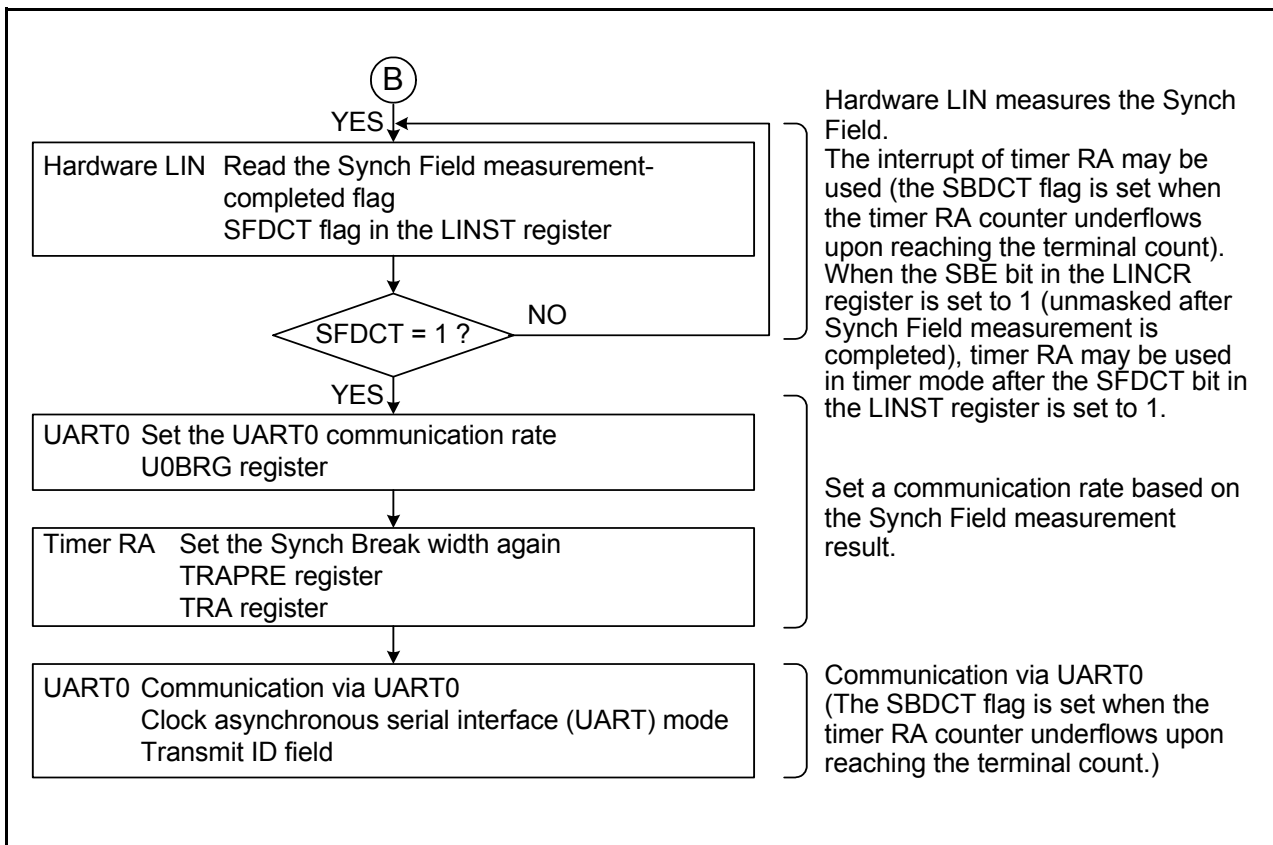 B
YES
Hardware LIN Read the Synch Field measurement-
completed flag
SFDCT flag in the LINST register
SFDCT = 1 ?
NO
YES
UART0 Set the UART0 communication rate
U0BRG register
Timer RA Set the Synch Break width again
TRAPRE register
TRA register
UART0 Communication via UART0
Clock asynchronous serial interface (UART) mode
Transmit ID field
Hardware LIN measures the Synch
Field.
The interrupt of timer RA may be
used (the SBDCT flag is set when
the timer RA counter underflows
upon reaching the terminal count).
When the SBE bit in the LINCR
register is set to 1 (unmasked after
Synch Field measurement is
completed), timer RA may be used
in timer mode after the SFDCT bit in
the LINST register is set to 1.
Set a communication rate based on
the Synch Field measurement
result.
Communication via UART0
(The SBDCT flag is set when the
timer RA counter underflows upon
reaching the terminal count.)